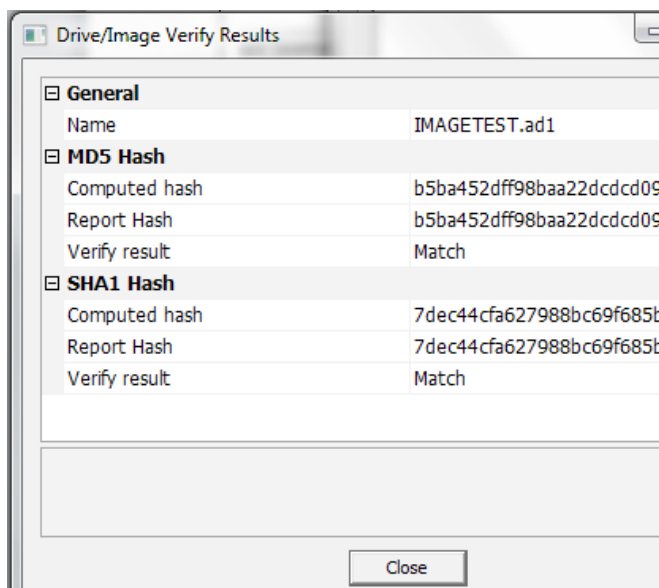 Drive/Image Verify Results
General
Name IMAGETEST.ad1
MD5 Hash
Computed hash b5ba452dff98baa22dcdcd09
Report Hash b5ba452dff98baa22dcdcd09
Verify result Match
SHA1 Hash
Computed hash 7dec44cfa627988bc69f685b
Report Hash 7dec44cfa627988bc69f685b
Verify result Match
Close